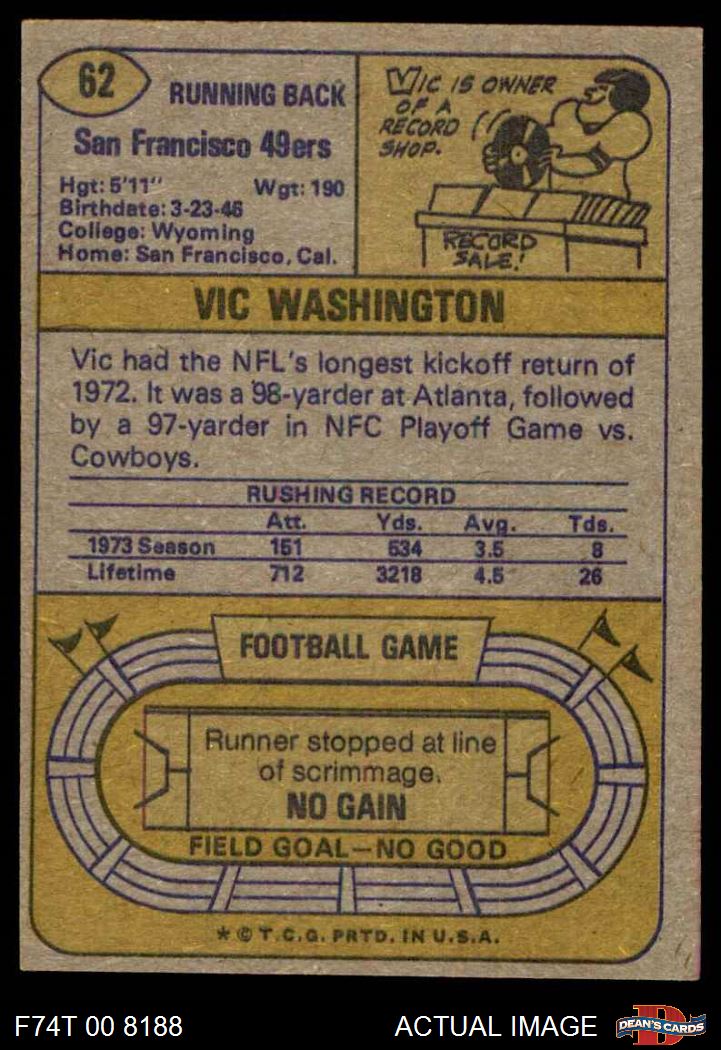 62
RUNNING BACK
San Francisco 49ers
Hgt: 5'11" Wgt: 190
Birthdate: 3-23-46
College: Wyoming
Home: San Francisco, Cal.
VIC IS OWNER
OF A
RECORD
SHOP.
RECORD
SALE!
VIC WASHINGTON
Vic had the NFL's longest kickoff return of
1972. It was a 98-yarder at Atlanta, followed
by a 97-yarder in NFC Playoff Game vs.
Cowboys.
RUSHING RECORD
Att. Yds. Avg. Tds.
1973 Season 151 534 3.5 8
Lifetime 712 3218 4.5 26
FOOTBALL GAME
Runner stopped at line
of scrimmage.
NO GAIN
FIELD GOAL—NO GOOD
* © T.C.G. PRTD. IN U.S.A.
F74T 00 8188 ACTUAL IMAGE
DEAN'S CARDS